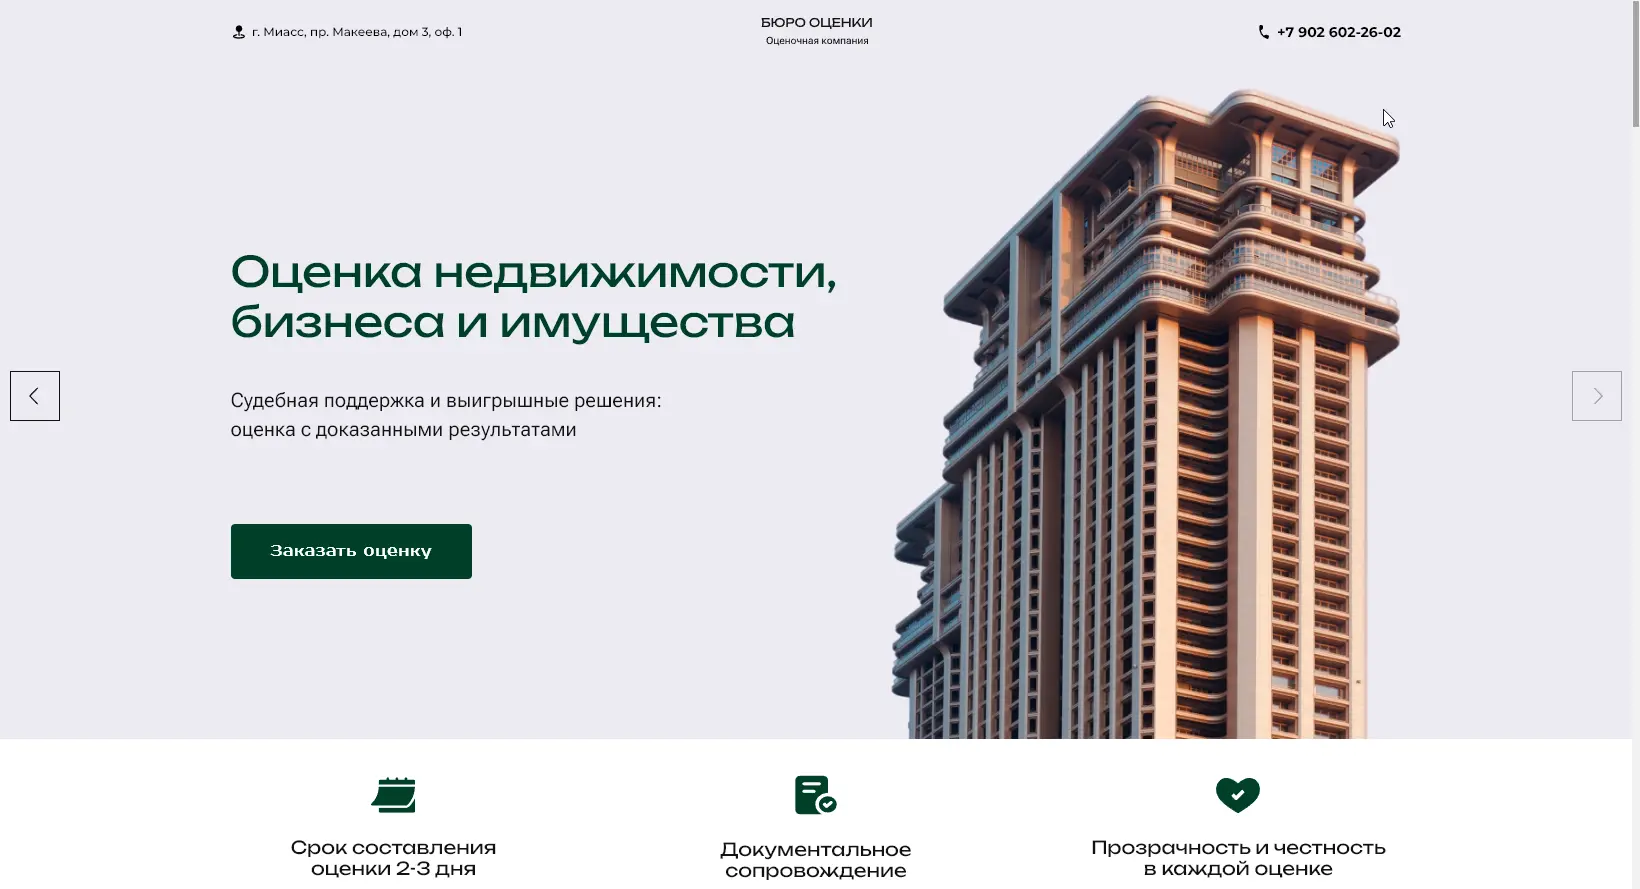 г. Миасс, пр. Макеева, дом 3, оф. 1
БЮРО ОЦЕНКИ
Оценочная компания
+7 902 602-26-02
Оценка недвижимости,
бизнеса и имущества
Судебная поддержка и выигрышные решения:
оценка с доказанными результатами
Заказать оценку
Срок составления
оценки 2-3 дня
Документальное
сопровождение
Прозрачность и честность
в каждой оценке